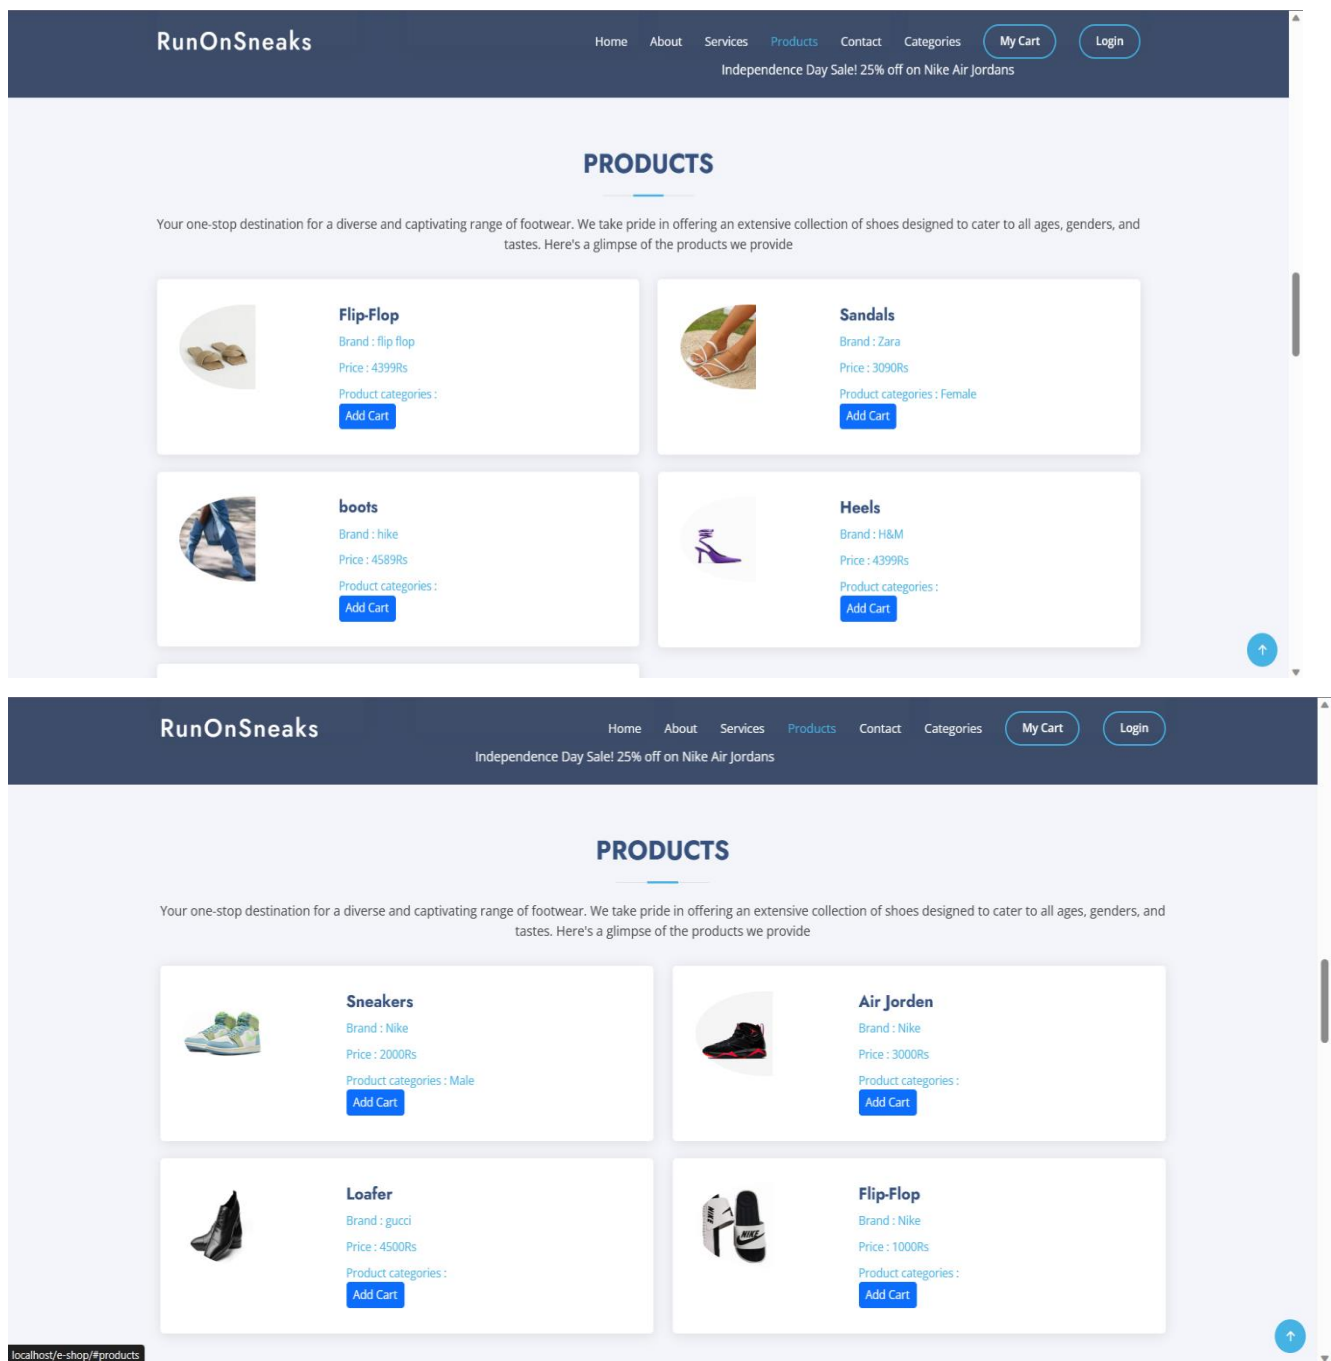 RunOnSneaks
Home About Services Products Contact Categories My Cart Login
Independence Day Sale! 25% off on Nike Air Jordans
PRODUCTS
Your one-stop destination for a diverse and captivating range of footwear. We take pride in offering an extensive collection of shoes designed to cater to all ages, genders, and
tastes. Here's a glimpse of the products we provide
Flip-Flop
Brand : flip flop
Price : 4399Rs
Product categories :
Add Cart
Sandals
Brand : Zara
Price : 3090Rs
Product categories : Female
Add Cart
boots
Brand : hike
Price : 4589Rs
Product categories :
Add Cart
Heels
Brand : H&M
Price : 4399Rs
Product categories :
Add Cart
RunOnSneaks
Home About Services Products Contact Categories My Cart Login
Independence Day Sale! 25% off on Nike Air Jordans
PRODUCTS
Your one-stop destination for a diverse and captivating range of footwear. We take pride in offering an extensive collection of shoes designed to cater to all ages, genders, and
tastes. Here's a glimpse of the products we provide
Sneakers
Brand : Nike
Price : 2000Rs
Product categories : Male
Add Cart
Air Jorden
Brand : Nike
Price : 3000Rs
Product categories :
Add Cart
Loafer
Brand : gucci
Price : 4500Rs
Product categories :
Add Cart
NIKE
NIKE
Flip-Flop
Brand : Nike
Price : 1000Rs
Product categories :
Add Cart
localhost/e-shop/#products